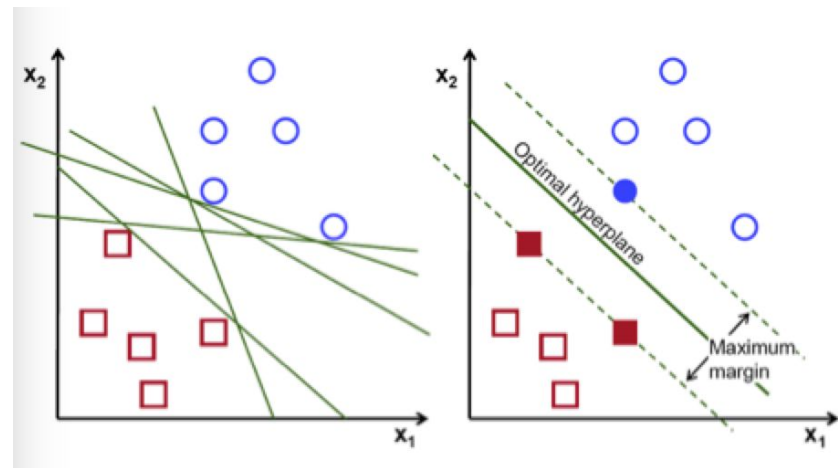 x₂
x₁
x₂
Optimal hyperplane
Maximum
margin
x₁